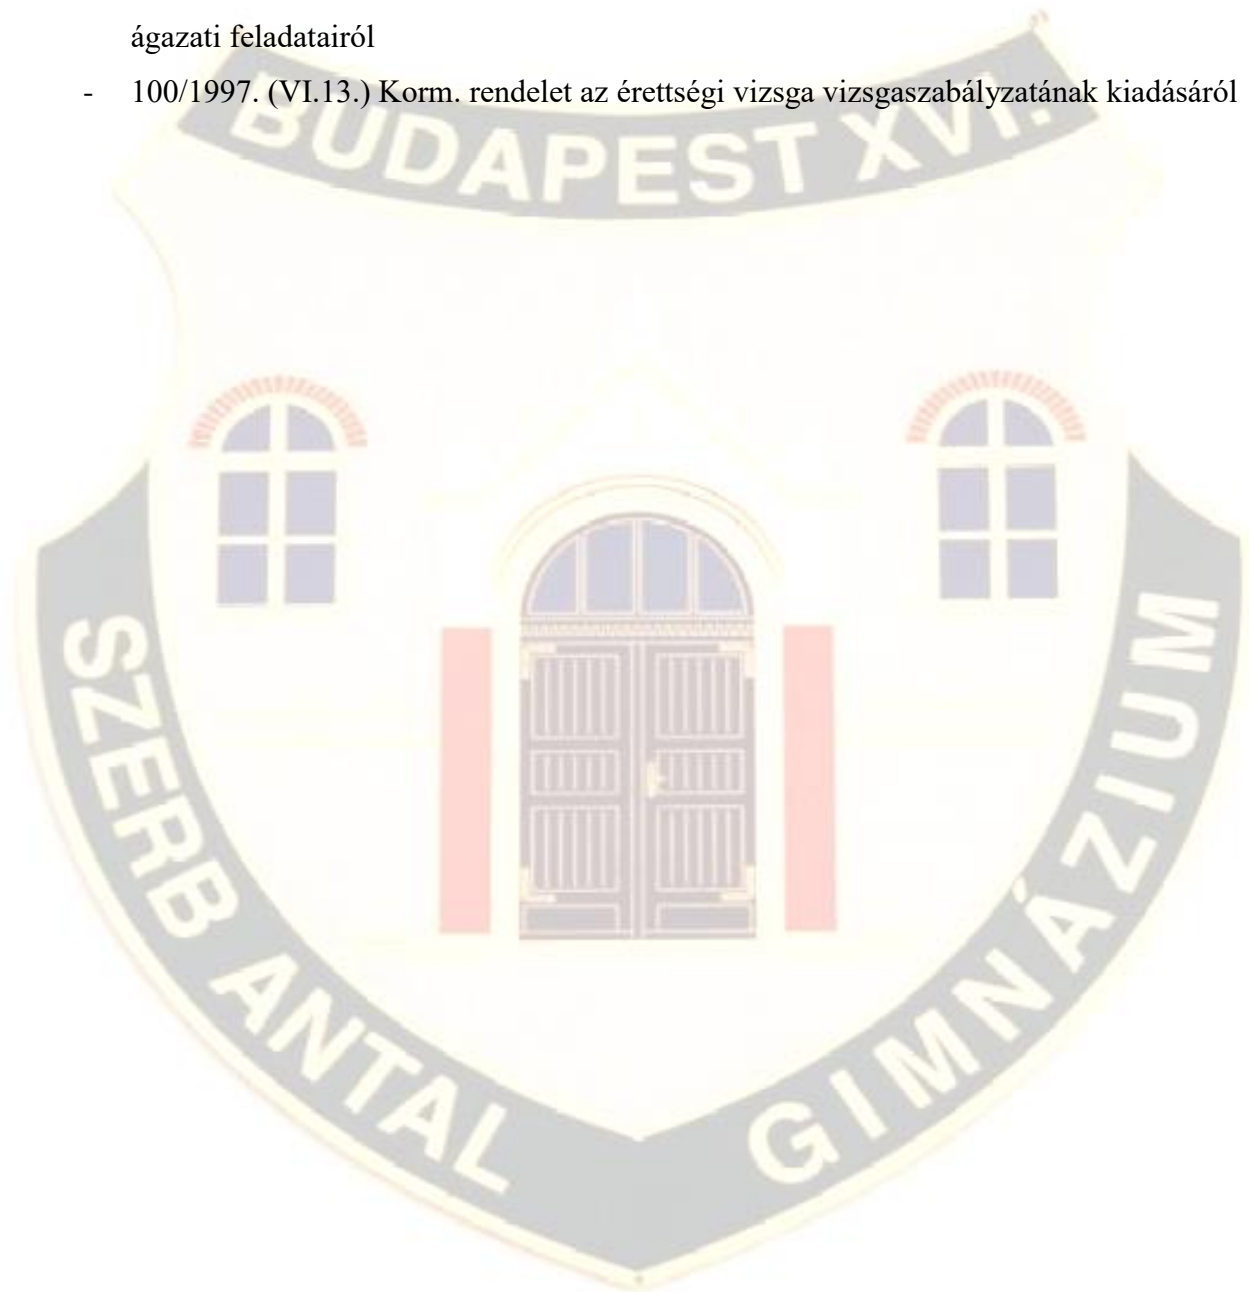 ágazati feladatairól
- 100/1997. (VI.13.) Korm. rendelet az érettségi vizsga vizsgaszabályzatának kiadásáról
BUDAPEST XVI.
SZERB ANTAL GIMNÁZIUM